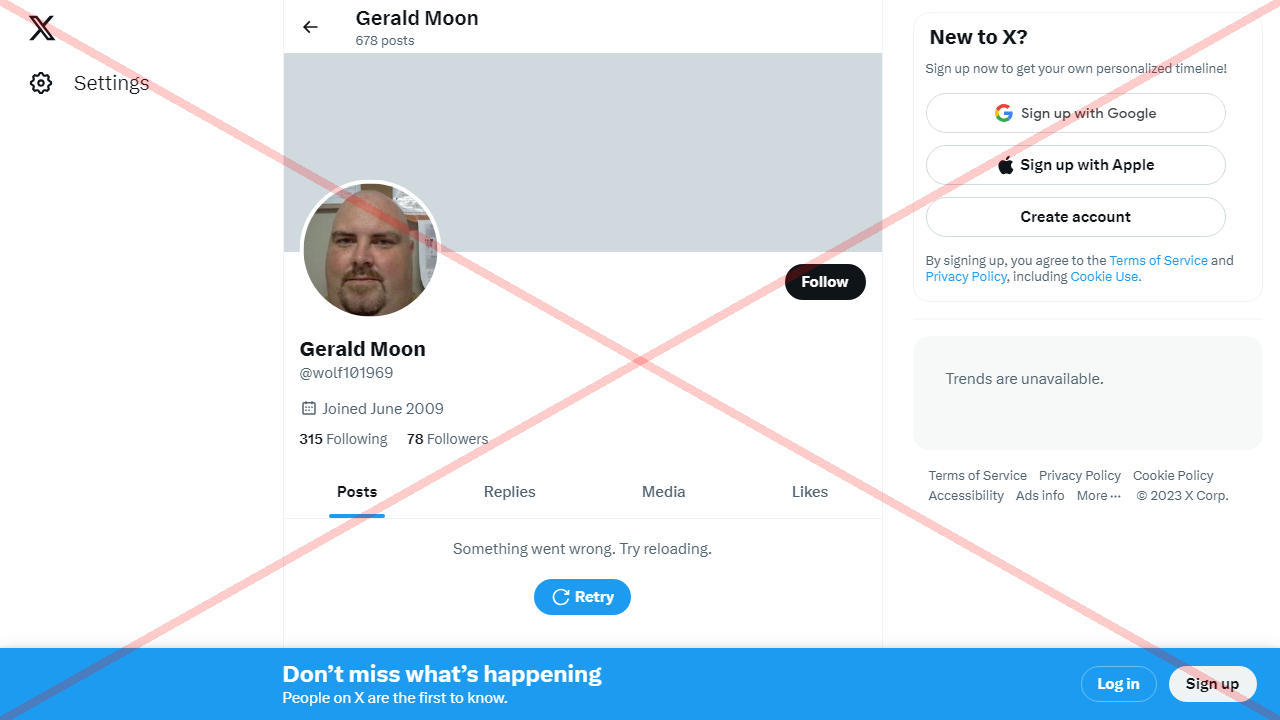 Settings
Gerald Moon
678 posts
Follow
Gerald Moon
@wolf101969
Joined June 2009
315 Following 78 Followers
Posts Replies Media Likes
Something went wrong. Try reloading.
Retry
New to X?
Sign up now to get your own personalized timeline!
Sign up with Google
Sign up with Apple
Create account
By signing up, you agree to the Terms of Service and
Privacy Policy, including Cookie Use.
Trends are unavailable.
Terms of Service Privacy Policy Cookie Policy
Accessibility Ads info More ··· © 2023 X Corp.
Don’t miss what’s happening
People on X are the first to know.
Log in Sign up